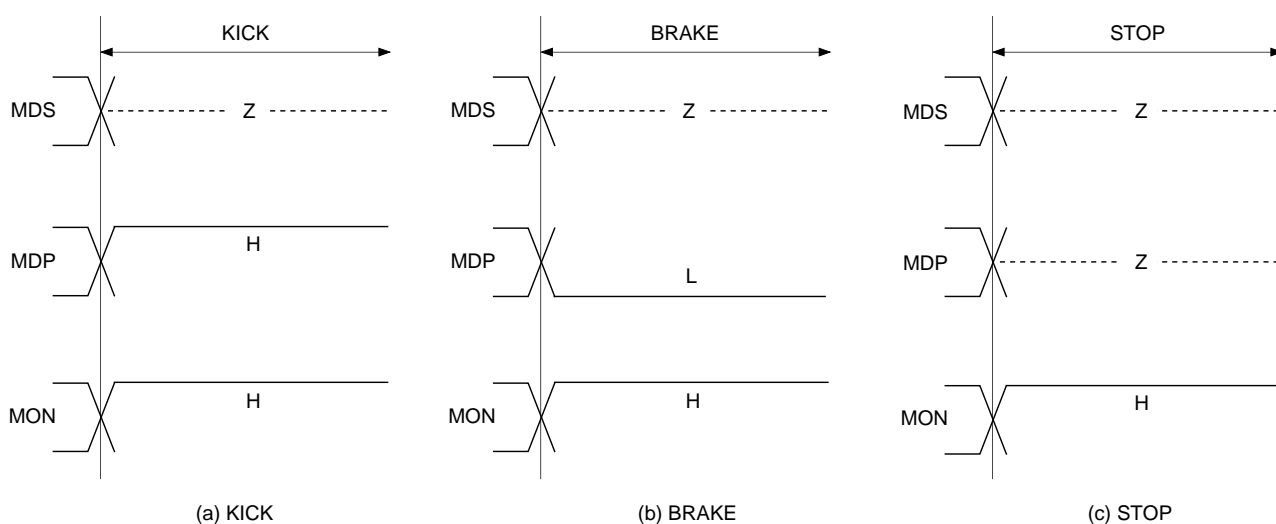 KICK
MDS
Z
MDP
H
MON
H
(a) KICK
BRAKE
MDS
Z
MDP
L
MON
H
(b) BRAKE
STOP
MDS
Z
MDP
Z
MON
H
(c) STOP